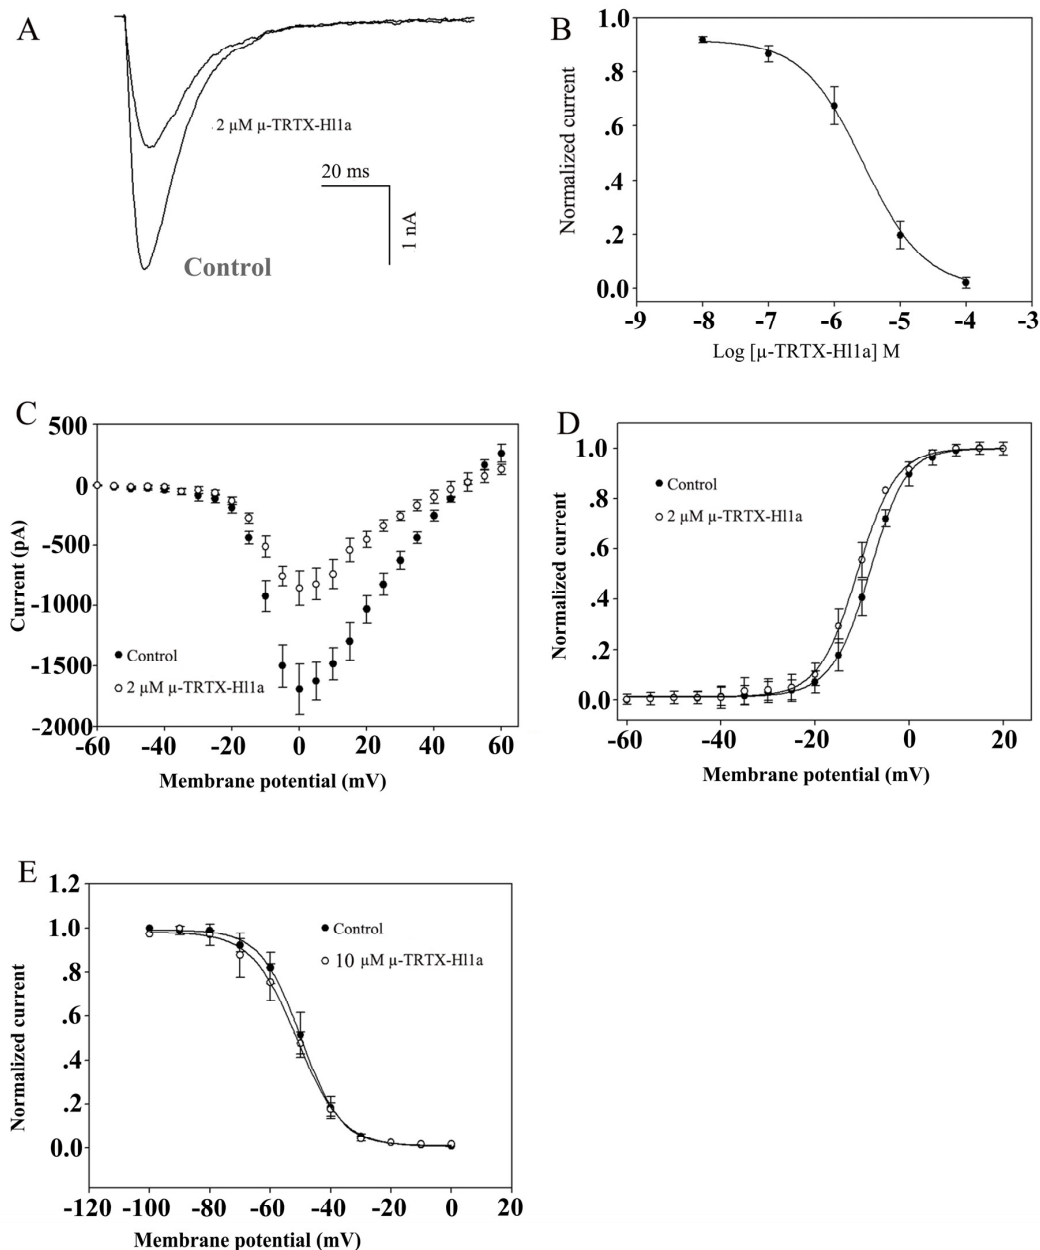 A
2 µM µ-TRTX-Hl1a
20 ms
1 nA
Control
B
1.0
0.8
.6
.4
0.2
0.0
-9 -8 -7 -6 -5 -4 -3
Normalized current
Log [µ-TRTX-Hl1a] M
C
500
0
-500
-1000
-1500
-2000
-60 -40 -20 0 20 40 60
Current (pA)
Control
2 µM µ-TRTX-Hl1a
Membrane potential (mV)
D
1.0
0.8
.6
.4
.2
0.0
-60 -40 -20 0 20
Normalized current
Control
2 µM µ-TRTX-Hl1a
Membrane potential (mV)
E
1.2
1.0
0.8
.6
.4
.2
0.0
-120 -100 -80 -60 -40 -20 0 20
Normalized current
Control
10 µM µ-TRTX-Hl1a
Membrane potential (mV)